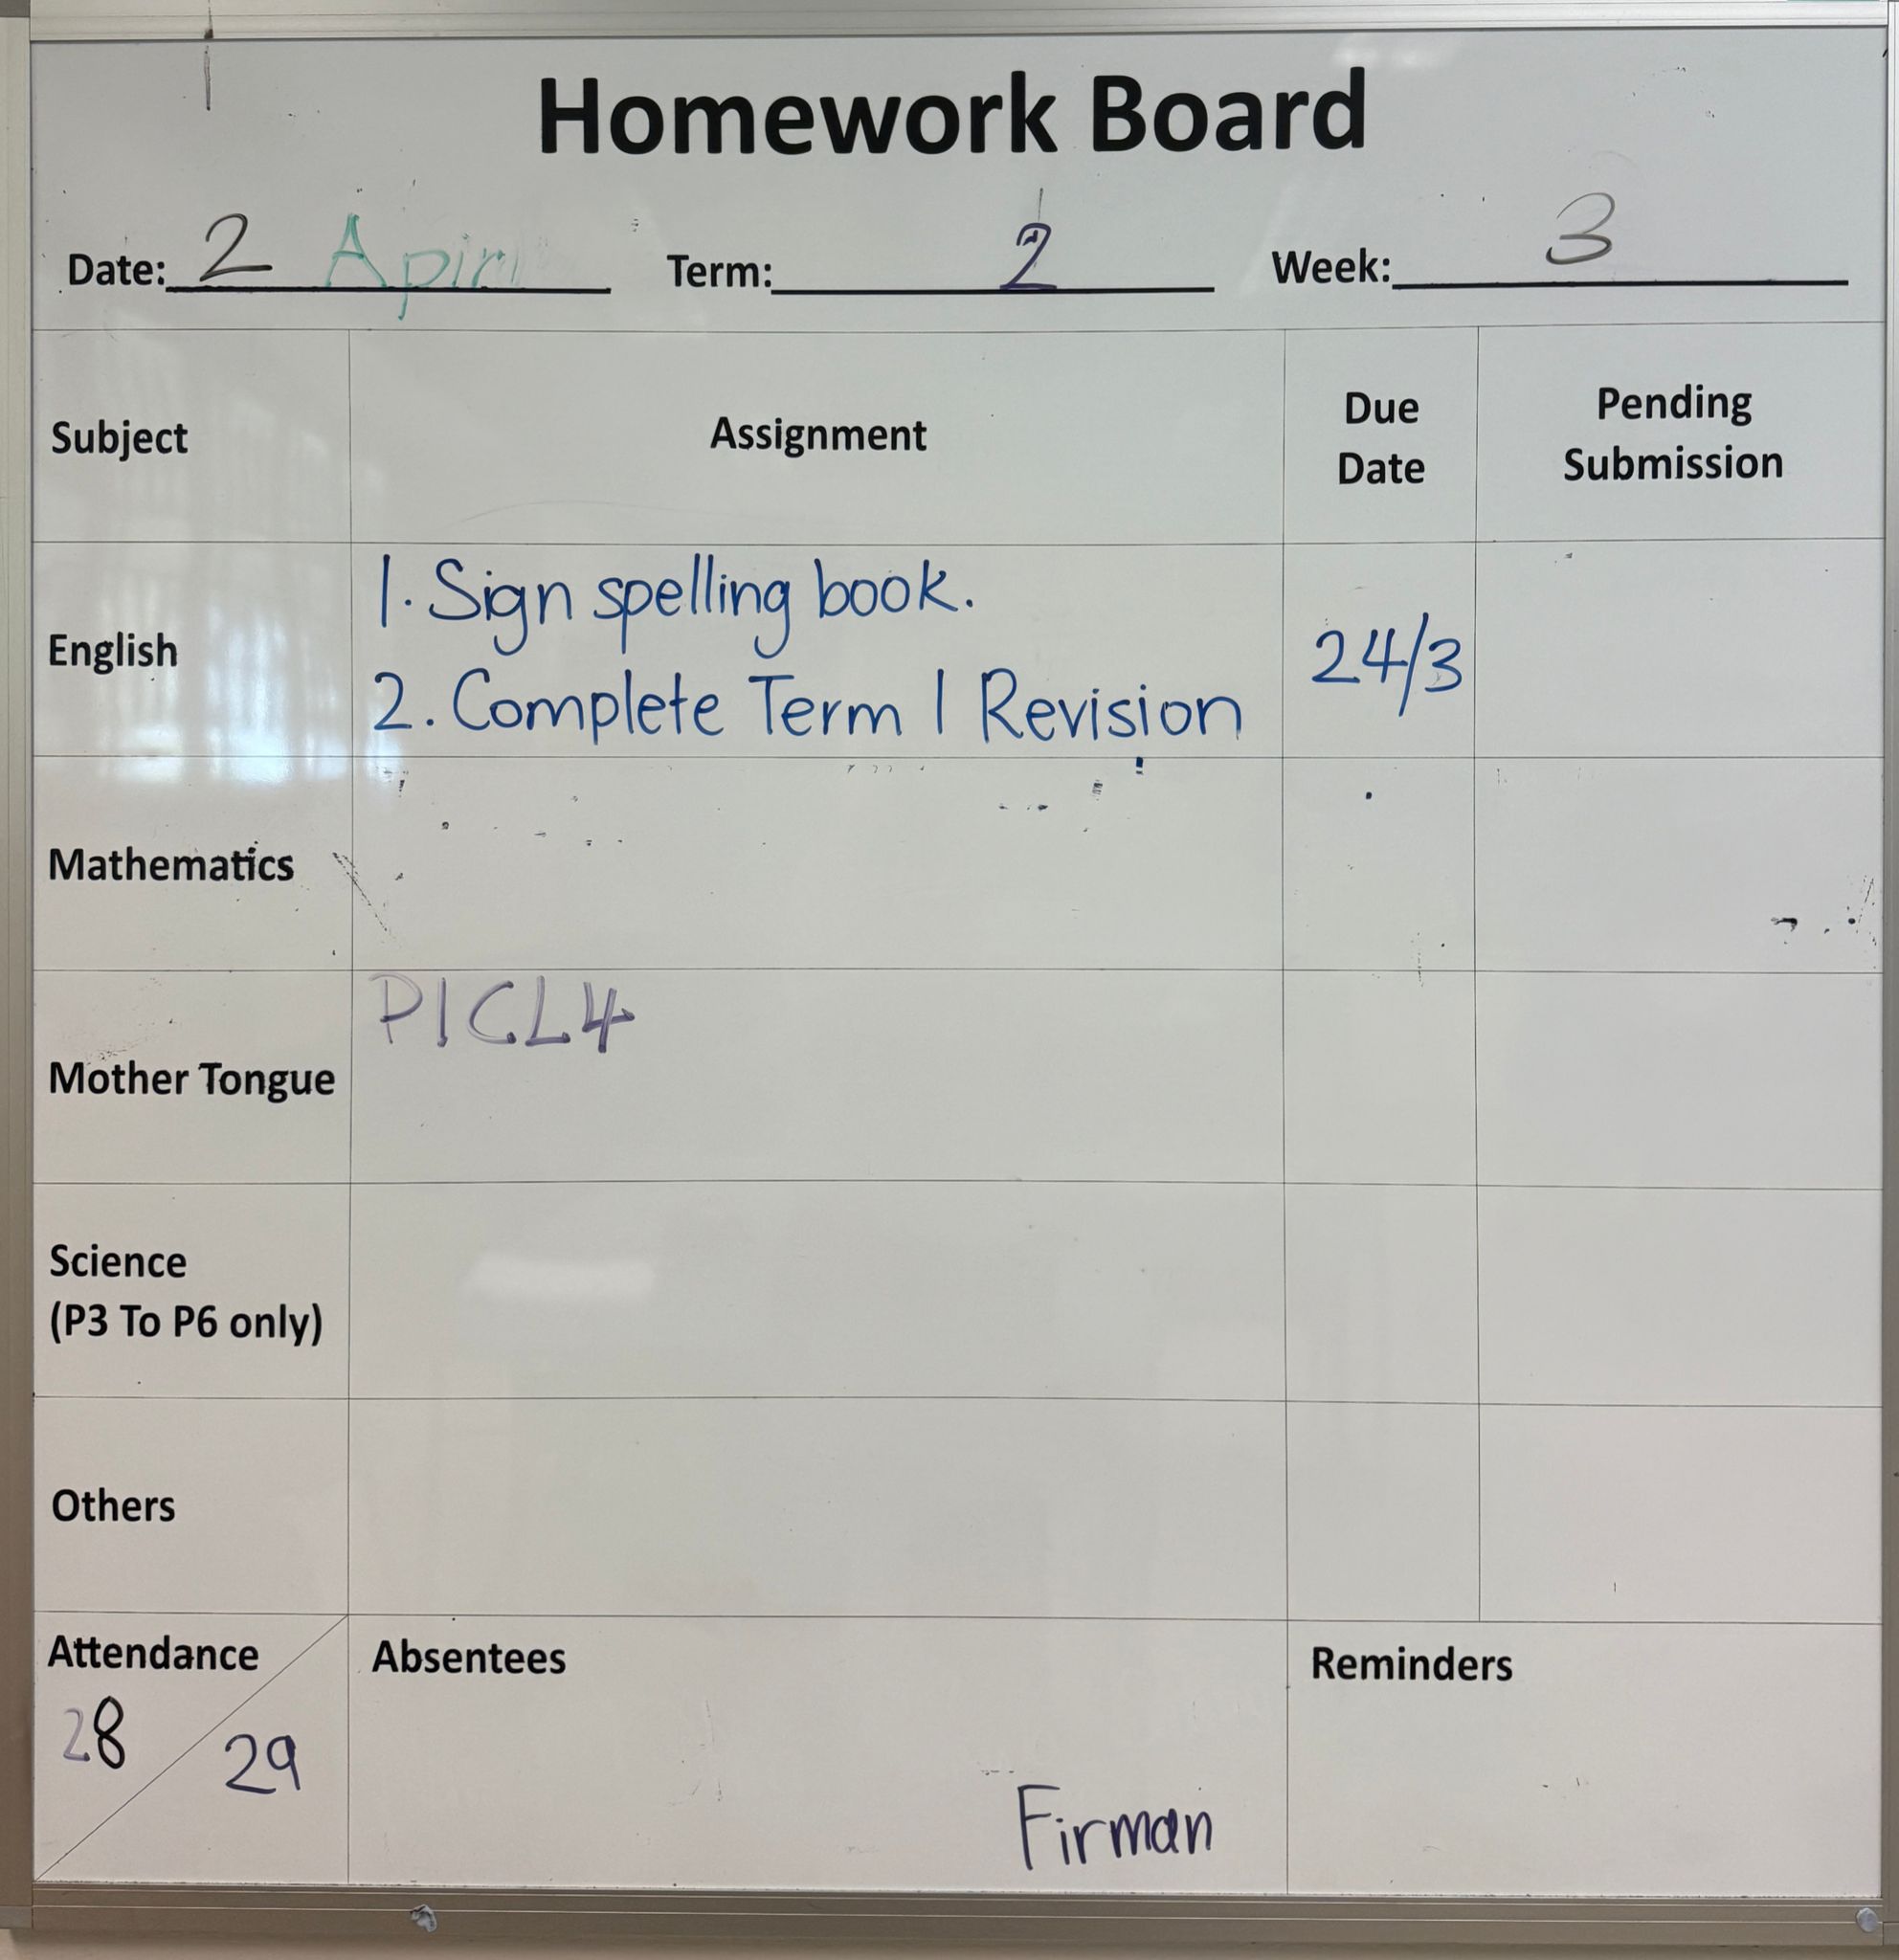 Homework Board
Date: 2 Apirl Term: 2 Week: 3
Subject Assignment Due Date Pending Submission
English 1. Sign spelling book. 24/3
2. Complete Term 1 Revision
Mathematics
Mother Tongue P1CL4
Science
(P3 To P6 only)
Others
Attendance Absentees Reminders
28 29
Firman